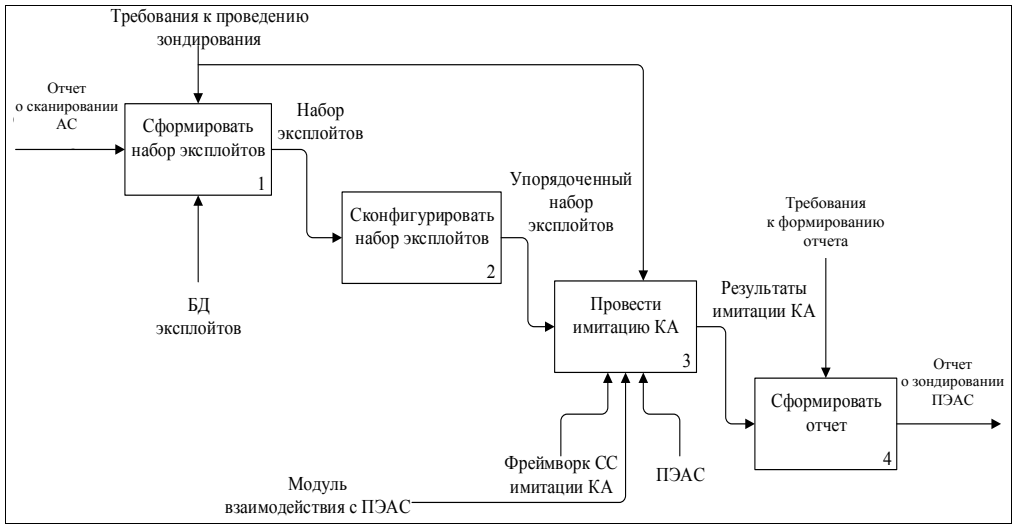 Требования к проведению
зондирования
Отчет
о сканировании
АС
Сформировать
набор эксплойтов
1
Набор
эксплойтов
БД
эксплойтов
Сконфигурировать
набор эксплойтов
2
Упорядоченный
набор
эксплойтов
Провести
имитацию КА
3
Требования
к формированию
отчета
Результаты
имитации КА
Сформировать
отчет
4
Отчет
о зондировании
ПЭАС
Фреймворк СС
имитации КА
ПЭАС
Модуль
взаимодействия с ПЭАС